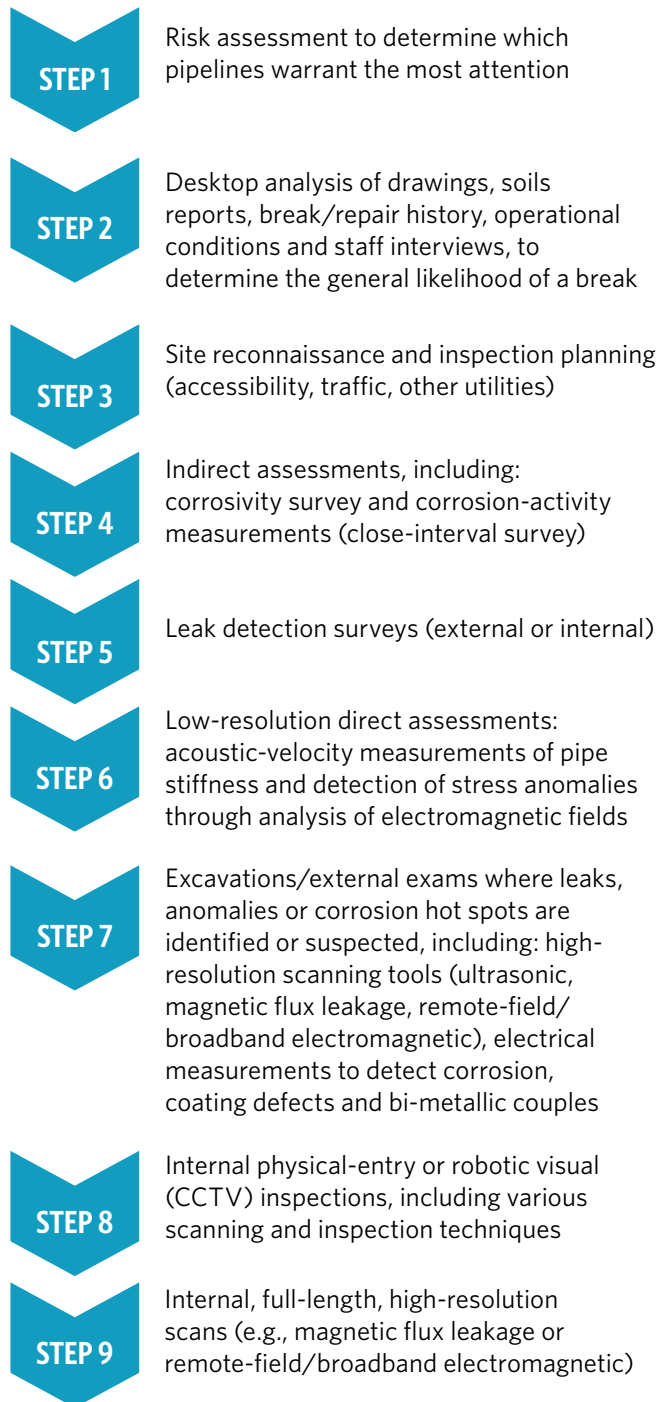 STEP 1
Risk assessment to determine which
pipelines warrant the most attention
STEP 2
Desktop analysis of drawings, soils
reports, break/repair history, operational
conditions and staff interviews, to
determine the general likelihood of a break
STEP 3
Site reconnaissance and inspection planning
(accessibility, traffic, other utilities)
STEP 4
Indirect assessments, including:
corrosivity survey and corrosion-activity
measurements (close-interval survey)
STEP 5
Leak detection surveys (external or internal)
STEP 6
Low-resolution direct assessments:
acoustic-velocity measurements of pipe
stiffness and detection of stress anomalies
through analysis of electromagnetic fields
STEP 7
Excavations/external exams where leaks,
anomalies or corrosion hot spots are
identified or suspected, including: high-
resolution scanning tools (ultrasonic,
magnetic flux leakage, remote-field/
broadband electromagnetic), electrical
measurements to detect corrosion,
coating defects and bi-metallic couples
STEP 8
Internal physical-entry or robotic visual
(CCTV) inspections, including various
scanning and inspection techniques
STEP 9
Internal, full-length, high-resolution
scans (e.g., magnetic flux leakage or
remote-field/broadband electromagnetic)